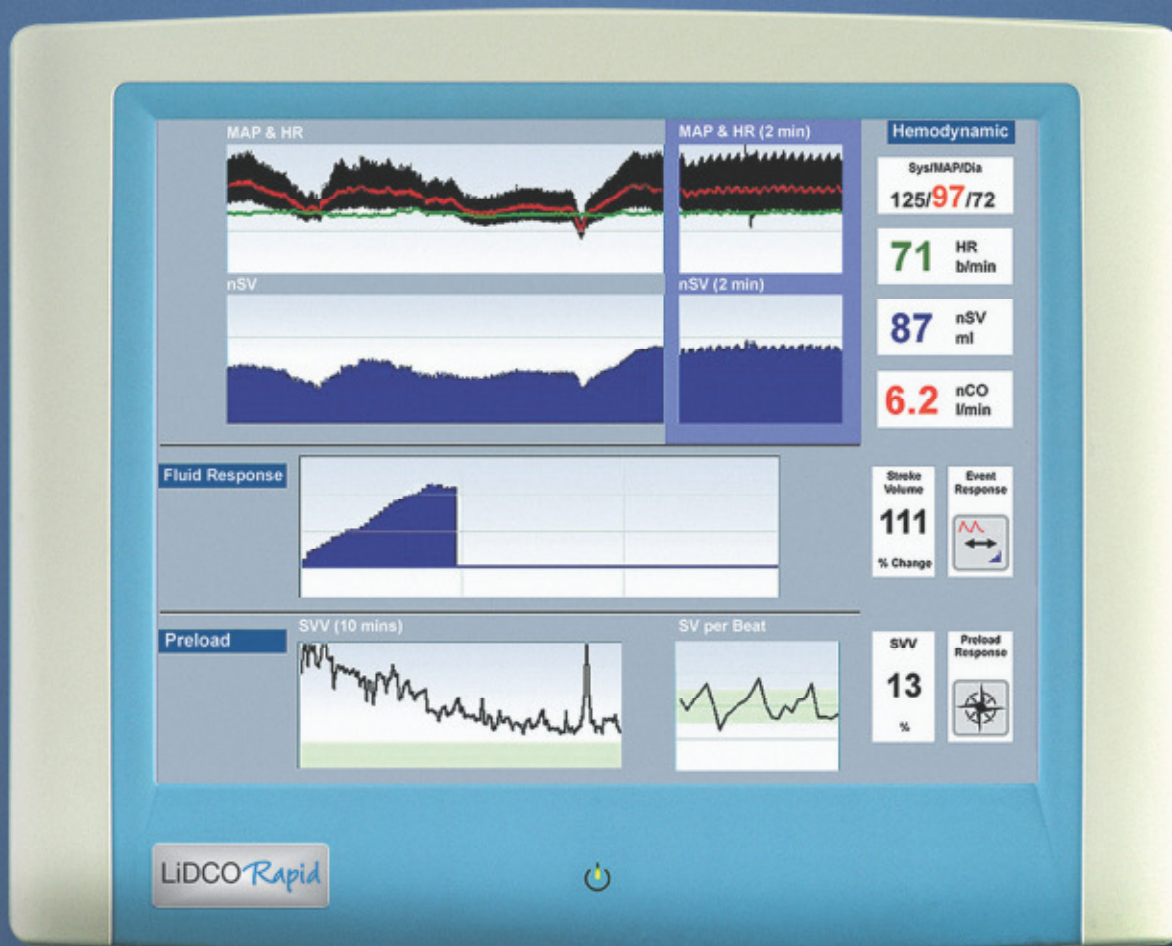 MAP & HR
MAP & HR (2 min)
Hemodynamic
Sys/MAP/Dia
125/97/72
71 HR
b/min
nSV
nSV (2 min)
87 nSV
ml
6.2 nCO
l/min
Fluid Response
Stroke
Volume
111
% Change
Event
Response
Preload
SVV (10 mins)
SV per Beat
SVV
13
%
Preload
Response
LiDCO Rapid